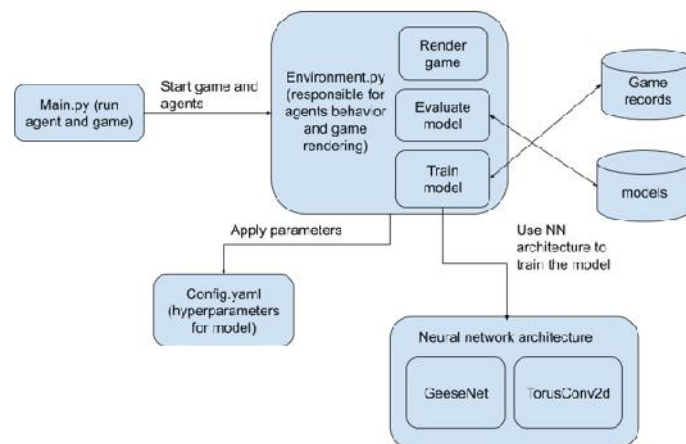 Main.py (run
agent and game)
Start game and
agents
Environment.py
(responsible for
agents behavior
and game
rendering)
Render
game
Evaluate
model
Train
model
Game
records
models
Apply parameters
Config.yaml
(hyperparameters
for model)
Use NN
architecture to
train the model
Neural network architecture
GeeseNet
TorusConv2d